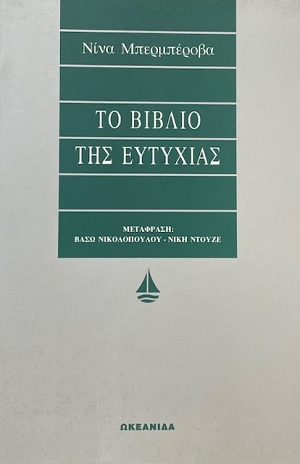 Νίνα Μπερμπέροβα
ΤΟ ΒΙΒΛΙΟ
ΤΗΣ ΕΥΤΥΧΙΑΣ
ΜΕΤΑΦΡΑΣΗ:
ΒΑΣΩ ΝΙΚΟΛΟΠΟΥΛΟΥ - ΝΙΚΗ ΝΤΟΥΖΕ
ΩΚΕΑΝΙΔΑ